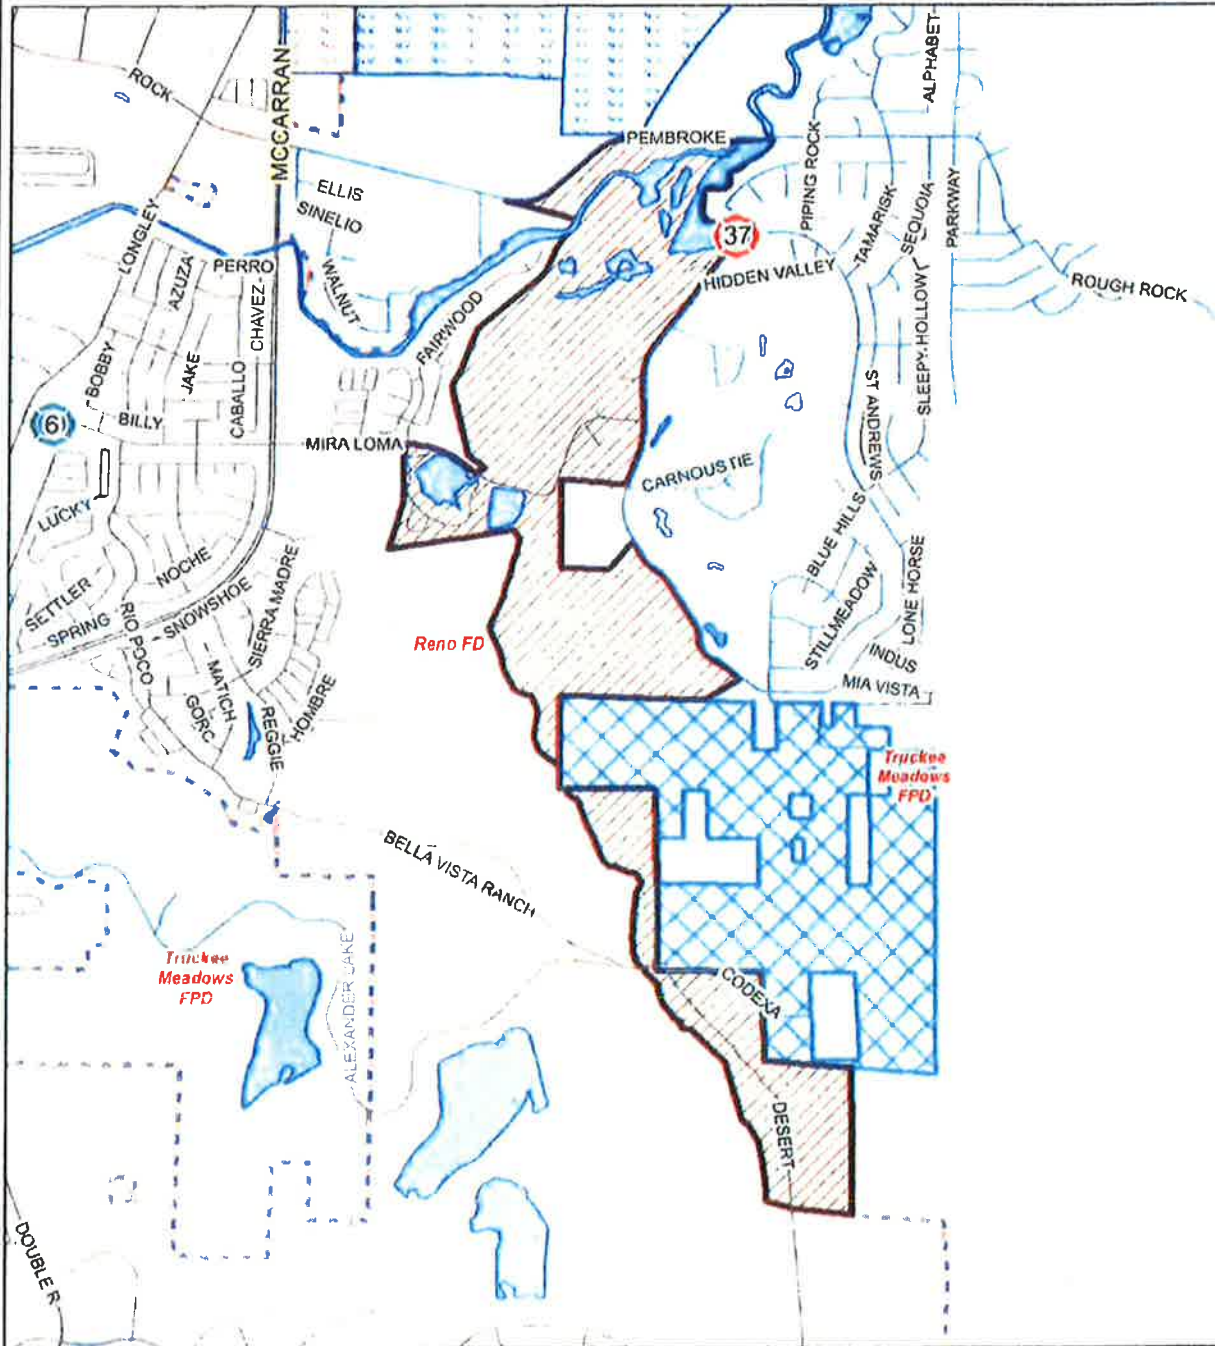 ROCK
MCCARRAN
ALPHABET
PEMBROKE
PIPING ROCK
ELLIS
SINELIO
LONGLEY
TAMARISK
SEQUOIA
PARKWAY
37
PERRO
WALNUT
AZUZA
HIDDEN VALLEY
ROUGH ROCK
CHAVEZ
FAIRWOOD
SLEEPY HOLLOW
BOBBY
JAKE
CABALLO
ST ANDREWS
6
BILLY
MIRA LOMA
CARNOUSTIE
LUCKY
BLUE HILLS
NOCHE
SETTLER
SPRING
SNOWSHOE
SIERRA MADRE
RIO POCO
LONE HORSE
STILLMEADOW
Reno FD
INDUS
MIA VISTA
MATICH
GORC
HOMBRE
REGGIE
Truckee
Meadows
FPD
BELLA VISTA RANCH
ALEXANDER LAKE
Truckee
Meadows
FPD
CODEXA
DESERT
DOUBLE R